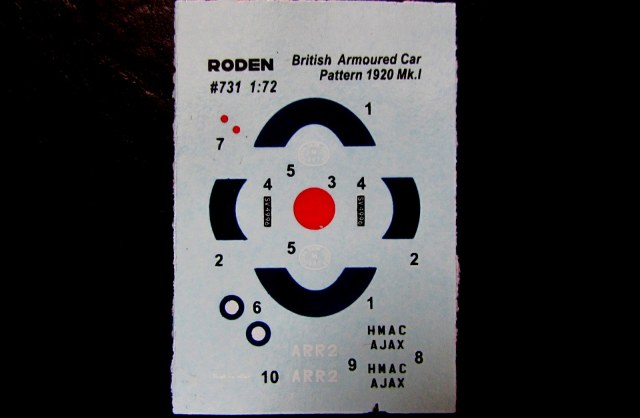 RODEN
#731 1:72
British Armoured Car
Pattern 1920 Mk.I
1
7
5
4
3
4
2
5
2
6
1
ARR2
HMAC
AJAX
8
9
ARR2
HMAC
AJAX
10